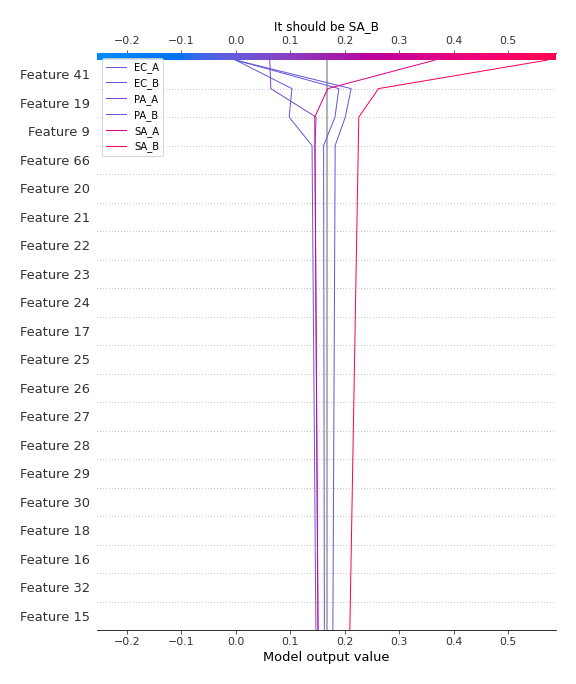 It should be SA_B
−0.2 −0.1 0.0 0.1 0.2 0.3 0.4 0.5
EC_A
EC_B
PA_A
PA_B
SA_A
SA_B
Feature 41
Feature 19
Feature 9
Feature 66
Feature 20
Feature 21
Feature 22
Feature 23
Feature 24
Feature 17
Feature 25
Feature 26
Feature 27
Feature 28
Feature 29
Feature 30
Feature 18
Feature 16
Feature 32
Feature 15
−0.2 −0.1 0.0 0.1 0.2 0.3 0.4 0.5
Model output value